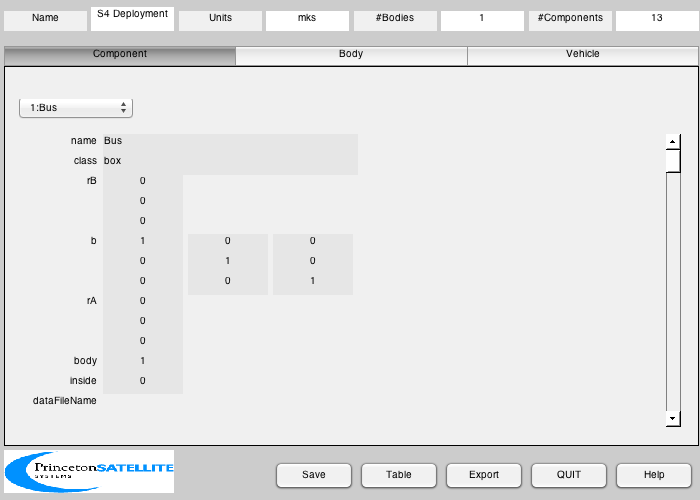 Name S4 Deployment Units mks #Bodies 1 #Components 13
Component Body Vehicle
1:Bus
name Bus
class box
rB 0
0
0
b 1 0 0
0 1 0
0 0 1
rA 0
0
0
body 1
inside 0
dataFileName
PrincetonSATELLITE
SYSTEMS
Save Table Export QUIT Help